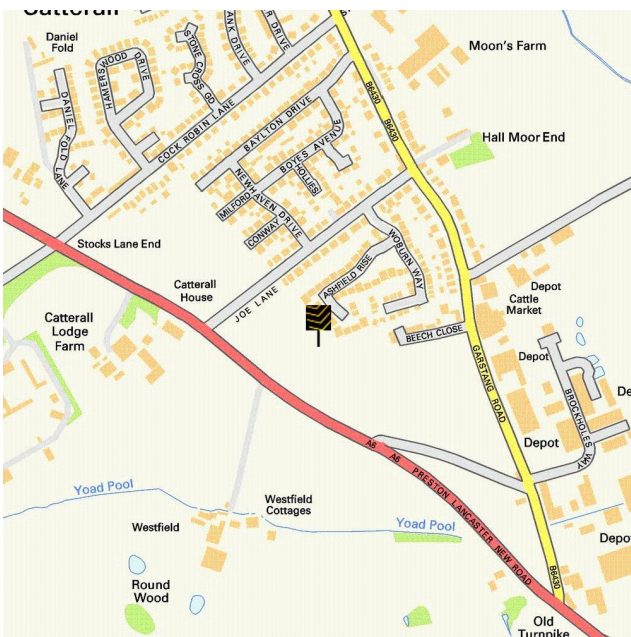 Catterall
Daniel
Fold
HAMERSWOOD DRIVE
STONE CROSS GD
DRIVE
B6430
Moon's Farm
DANIEL FOLD LANE
COCK ROBIN LANE
BAYLTON DRIVE
B6430
BOYES AVENUE
Hall Moor End
HOLLIES
NEWHAVEN DRIVE
MILFORD
CONWAY
Stocks Lane End
WOBURN WAY
ASHFIELD RISE
Catterall
House
JOE LANE
Depot
Cattle
Market
Catterall
Lodge
Farm
BEECH CLOSE
GARSTANG ROAD
Depot
BROCKHOLES WAY
Depot
A6
A6
PRESTON LANCASTER NEW ROAD
Yoad Pool
Westfield
Cottages
Westfield
Yoad Pool
Round
Wood
B6430
Old
Turnpike